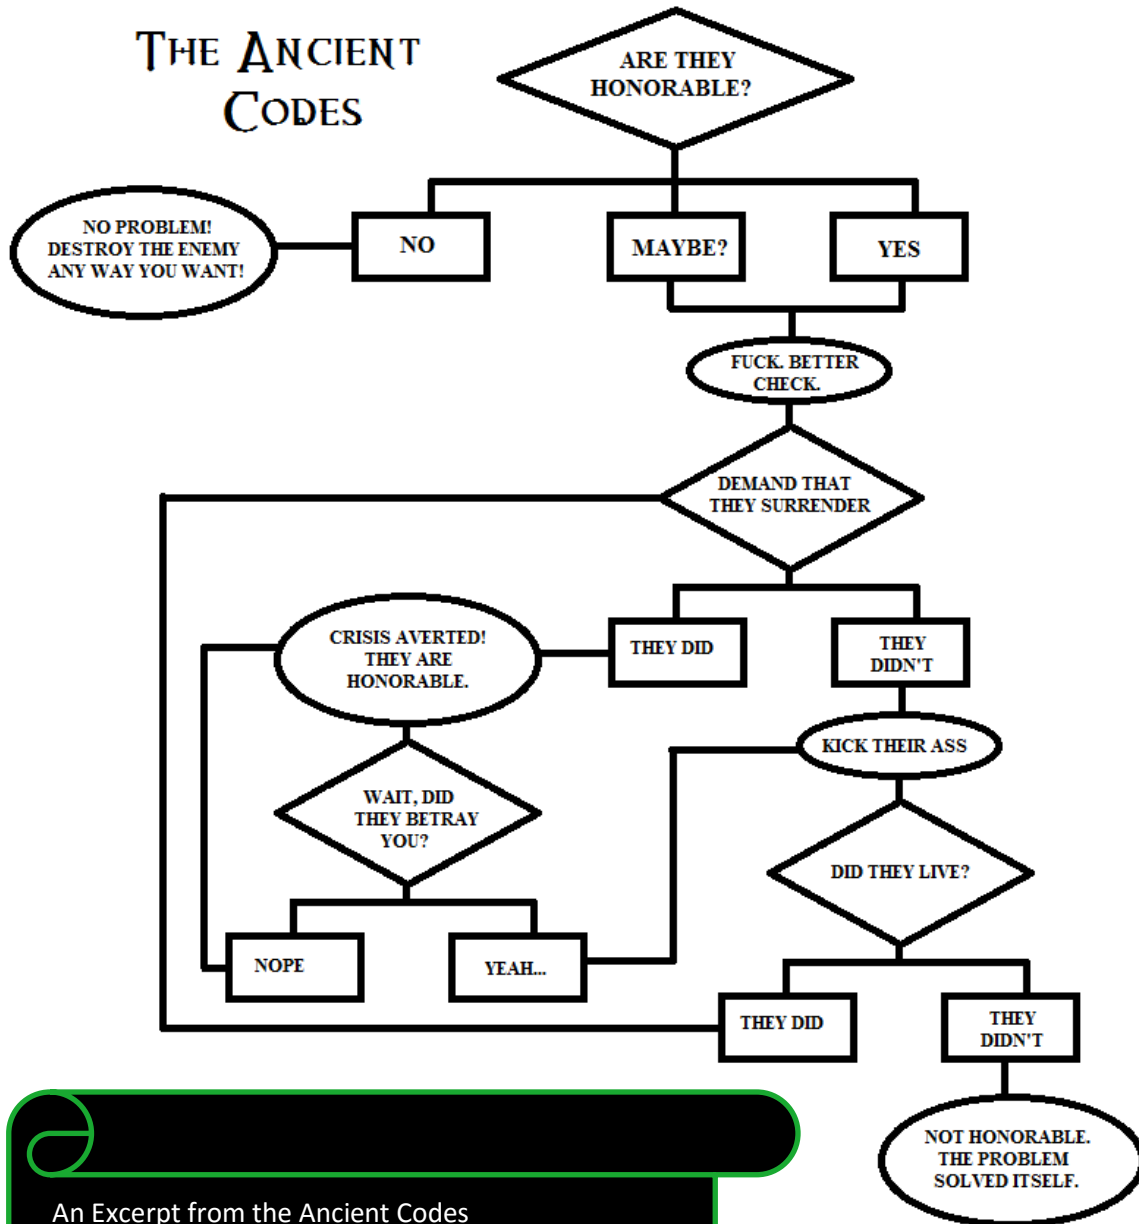 THE ANCIENT
CODES
ARE THEY
HONORABLE?
NO PROBLEM!
DESTROY THE ENEMY
ANY WAY YOU WANT!
NO
MAYBE?
YES
FUCK. BETTER
CHECK.
DEMAND THAT
THEY SURRENDER
CRISIS AVERTED!
THEY ARE
HONORABLE.
THEY DID
THEY
DIDN'T
KICK THEIR ASS
WAIT, DID
THEY BETRAY
YOU?
DID THEY LIVE?
NOPE
YEAH...
THEY DID
THEY
DIDN'T
NOT HONORABLE.
THE PROBLEM
SOLVED ITSELF.
An Excerpt from the Ancient Codes